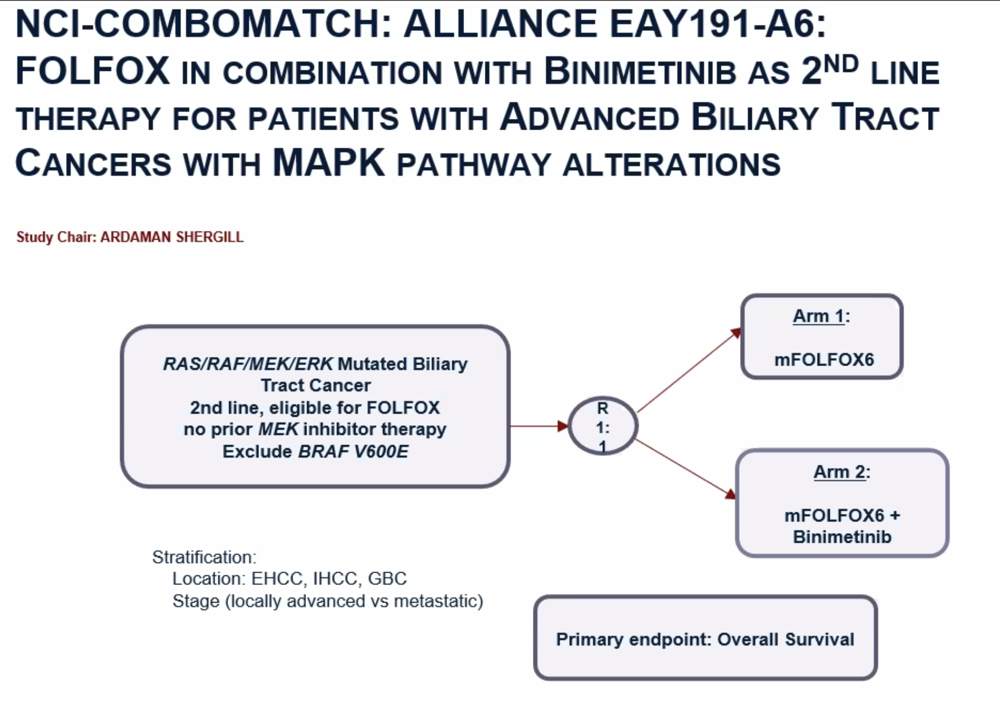 NCI-COMBOMATCH: ALLIANCE EAY191-A6:
FOLFOX IN COMBINATION WITH BINIMETINIB AS 2ND LINE
THERAPY FOR PATIENTS WITH ADVANCED BILIARY TRACT
CANCERS WITH MAPK PATHWAY ALTERATIONS
Study Chair: ARDAMAN SHERGILL
RAS/RAF/MEK/ERK Mutated Biliary
Tract Cancer
2nd line, eligible for FOLFOX
no prior MEK inhibitor therapy
Exclude BRAF V600E
R
1:
1
Arm 1:
mFOLFOX6
Arm 2:
mFOLFOX6 +
Binimetinib
Stratification:
Location: EHCC, IHCC, GBC
Stage (locally advanced vs metastatic)
Primary endpoint: Overall Survival